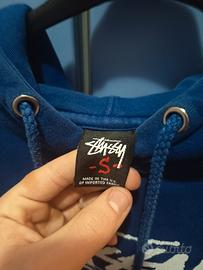 Stüssy
-S-
MADE IN THE U.S.
OF IMPORTED FABRIC